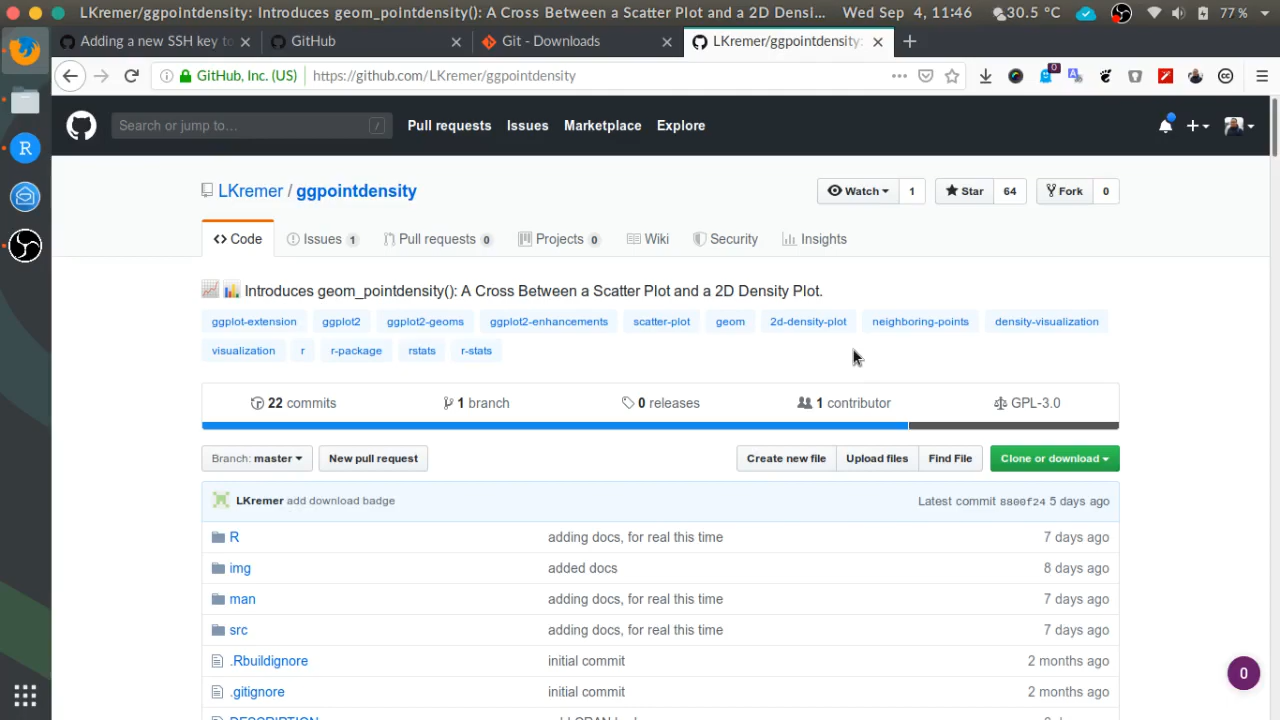 LKremer/ggpointdensity: Introduces geom_pointdensity(): A Cross Between a Scatter Plot and a 2D Densi... Wed Sep 4, 11:46 30.5 °C 77 %
Adding a new SSH key to GitHub Git - Downloads LKremer/ggpointdensity:
GitHub, Inc. (US) https://github.com/LKremer/ggpointdensity
0
Search or jump to... / Pull requests Issues Marketplace Explore
R
LKremer / ggpointdensity Watch 1 Star 64 Fork 0
Code Issues 1 Pull requests 0 Projects 0 Wiki Security Insights
Introduces geom_pointdensity(): A Cross Between a Scatter Plot and a 2D Density Plot.
ggplot-extension ggplot2 ggplot2-geoms ggplot2-enhancements scatter-plot geom 2d-density-plot neighboring-points density-visualization
visualization r r-package rstats r-stats
22 commits 1 branch 0 releases 1 contributor GPL-3.0
Branch: master New pull request Create new file Upload files Find File Clone or download
LKremer add download badge Latest commit 8800f24 5 days ago
R adding docs, for real this time 7 days ago
img added docs 8 days ago
man adding docs, for real this time 7 days ago
src adding docs, for real this time 7 days ago
.Rbuildignore initial commit 2 months ago
0
.gitignore initial commit 2 months ago
DESCRIPTION